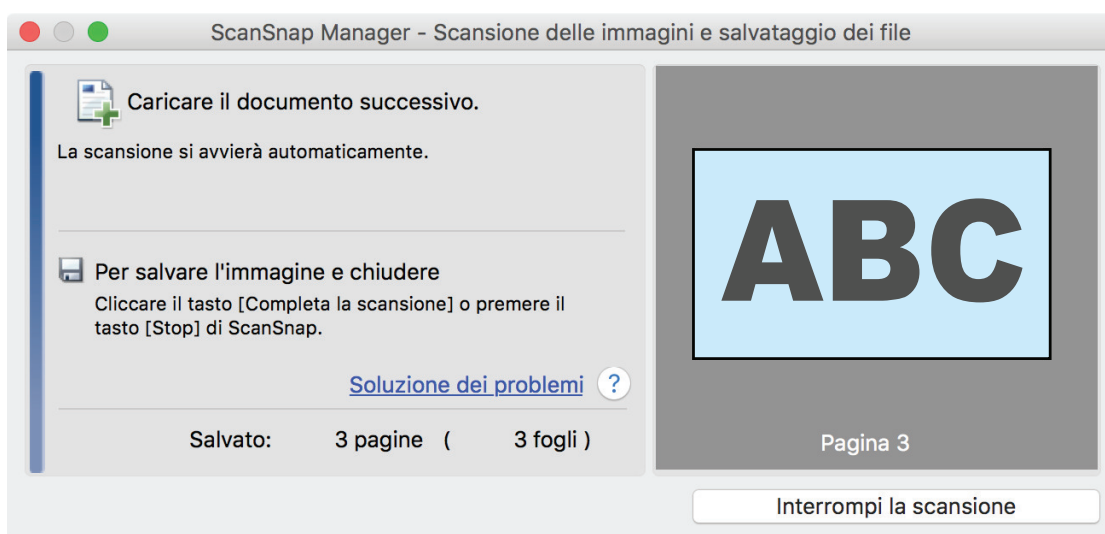 ScanSnap Manager - Scansione delle immagini e salvataggio dei file
Caricare il documento successivo.
La scansione si avvierà automaticamente.
Per salvare l'immagine e chiudere
Cliccare il tasto [Completa la scansione] o premere il
tasto [Stop] di ScanSnap.
Soluzione dei problemi ?
Salvato: 3 pagine ( 3 fogli )
ABC
Pagina 3
Interrompi la scansione